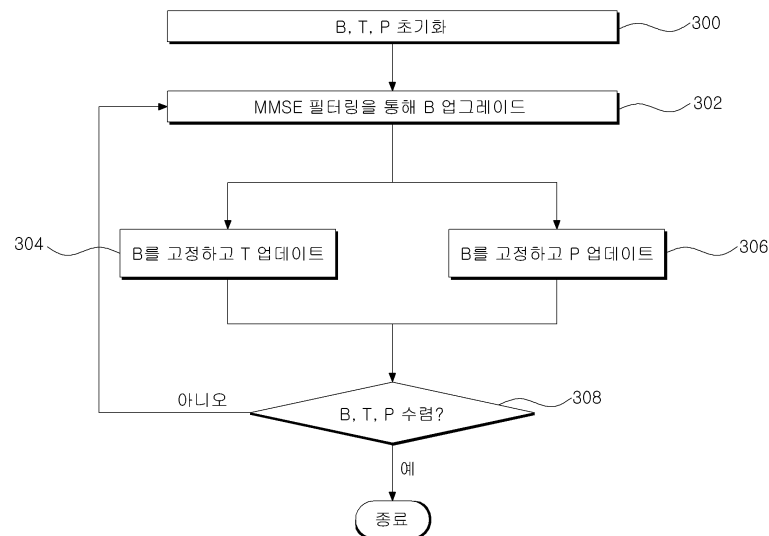 B, T, P 초기화
300
MMSE 필터링을 통해 B 업그레이드
302
304
B를 고정하고 T 업데이트
B를 고정하고 P 업데이트
306
아니오
B, T, P 수렴?
308
예
종료